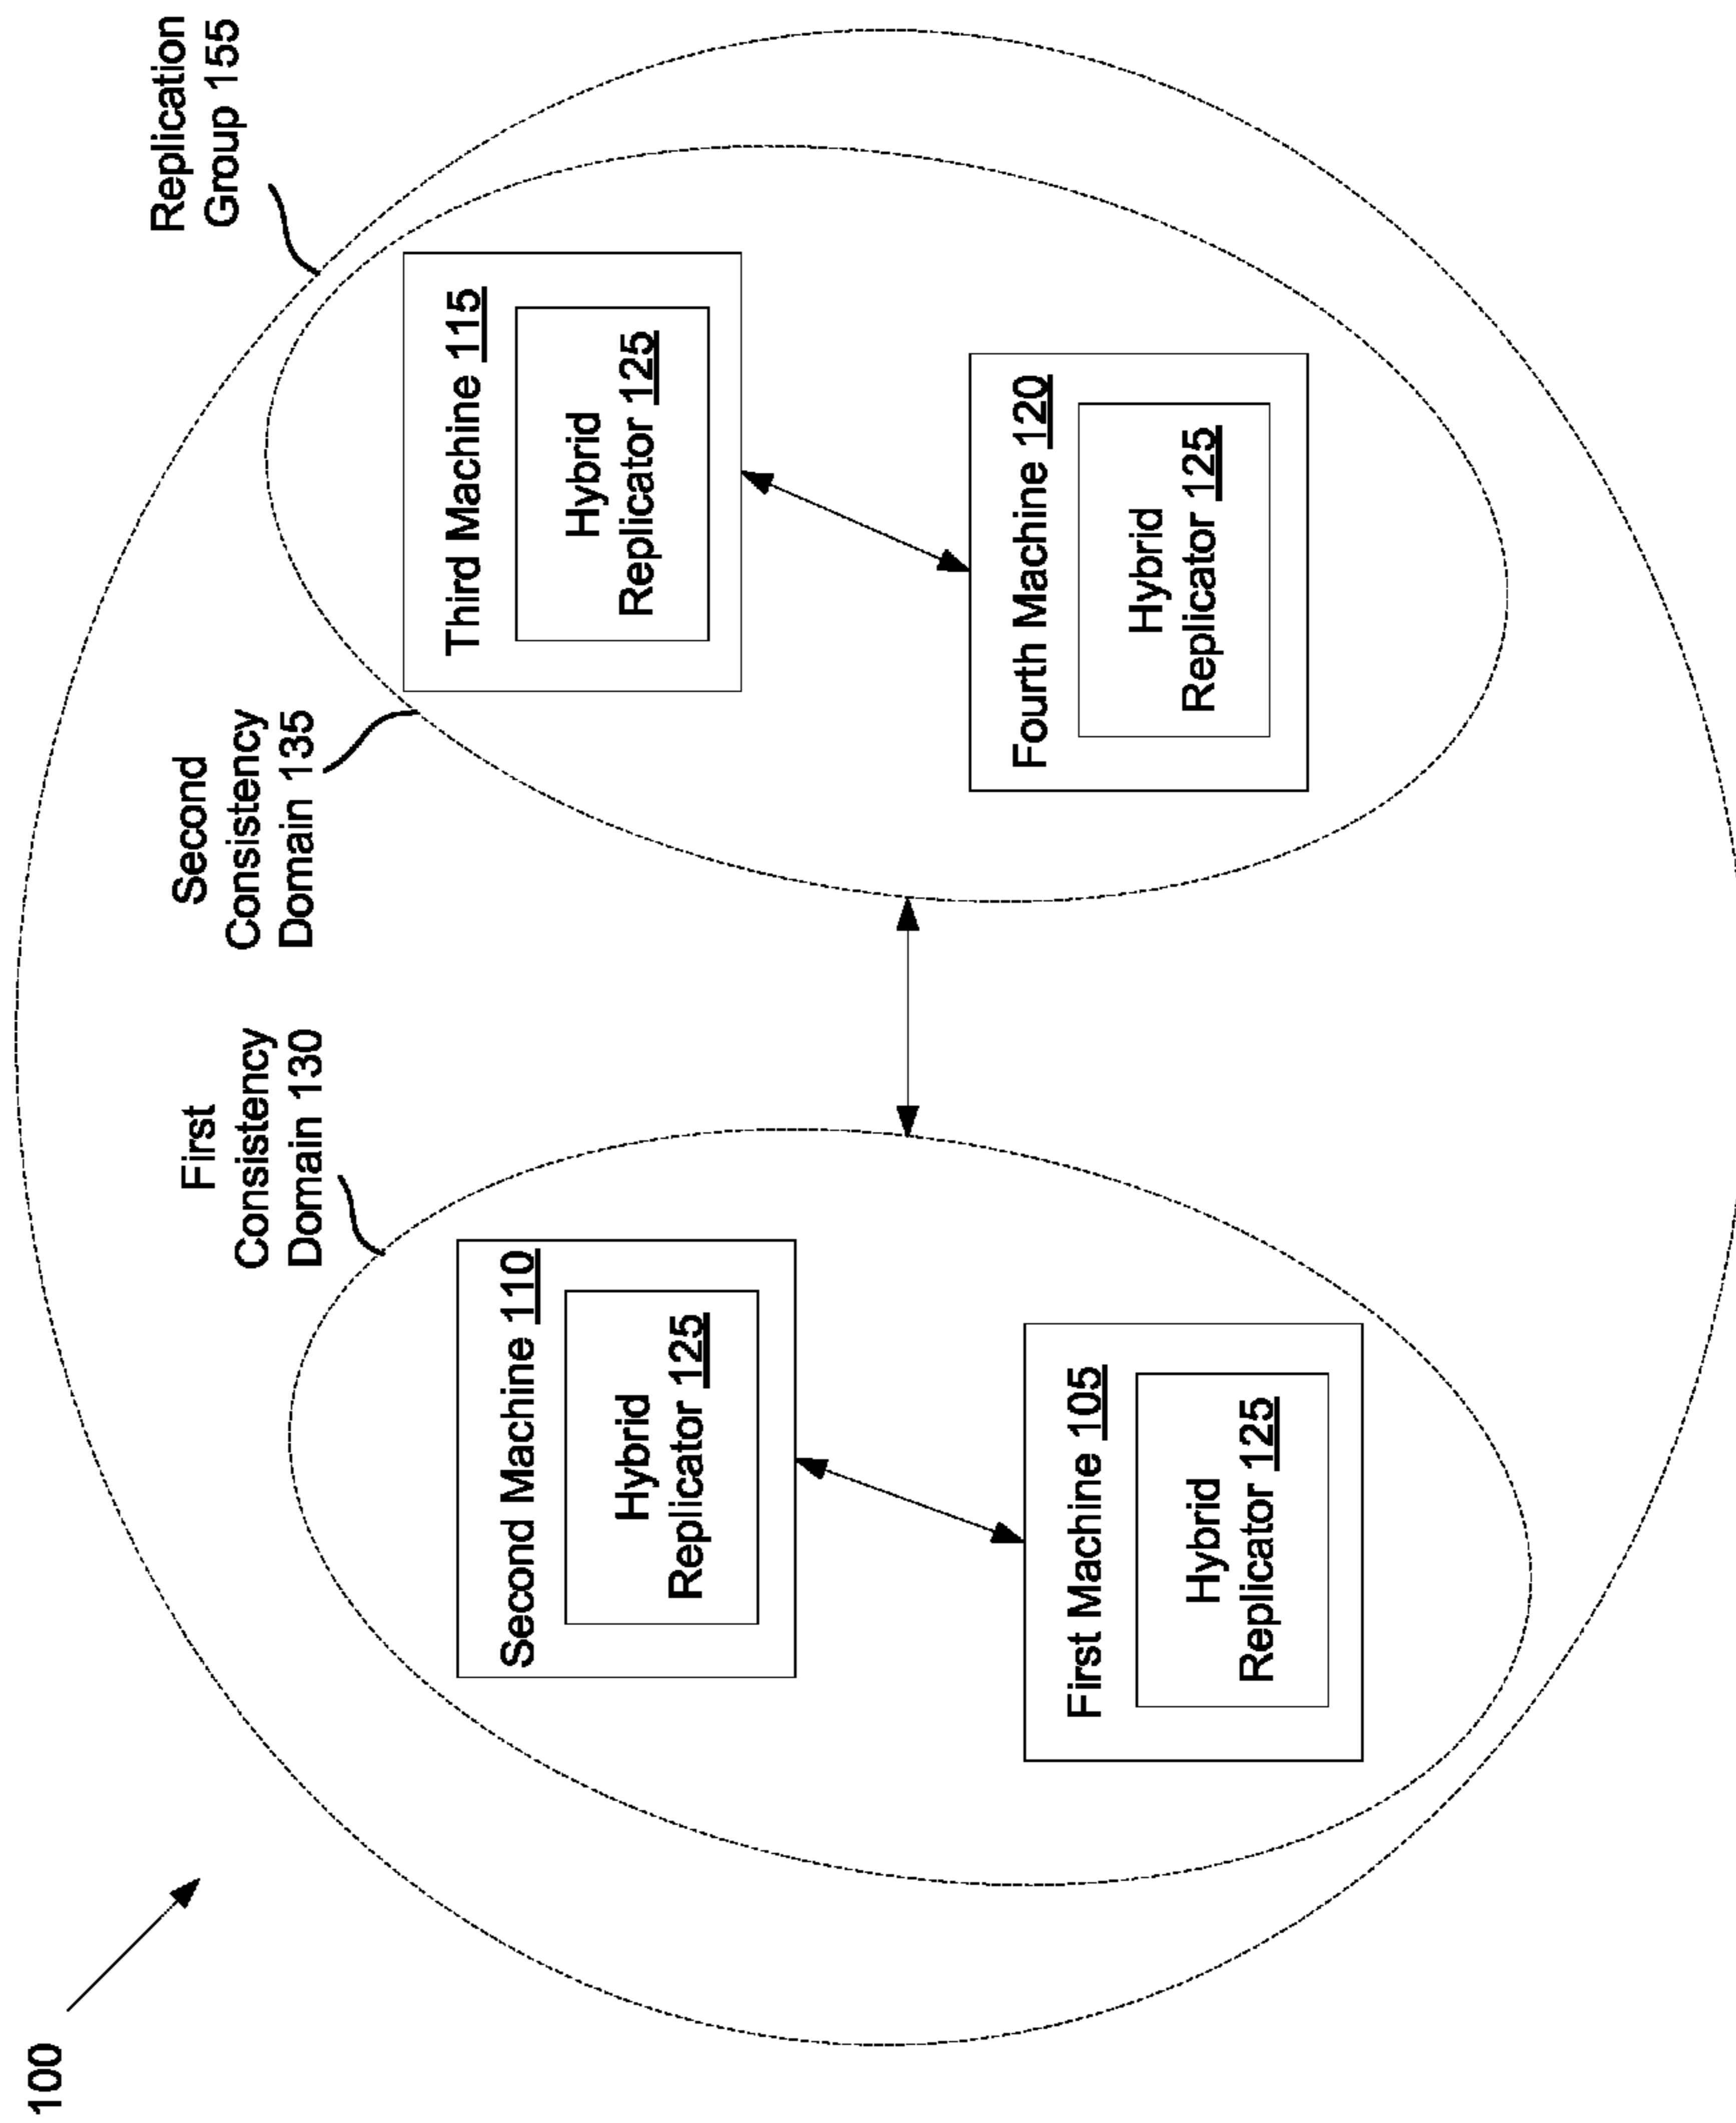 100
Replication
Group 155
First
Consistency
Domain 130
Second
Consistency
Domain 135
Second Machine 110
Hybrid
Replicator 125
Third Machine 115
Hybrid
Replicator 125
First Machine 105
Hybrid
Replicator 125
Fourth Machine 120
Hybrid
Replicator 125